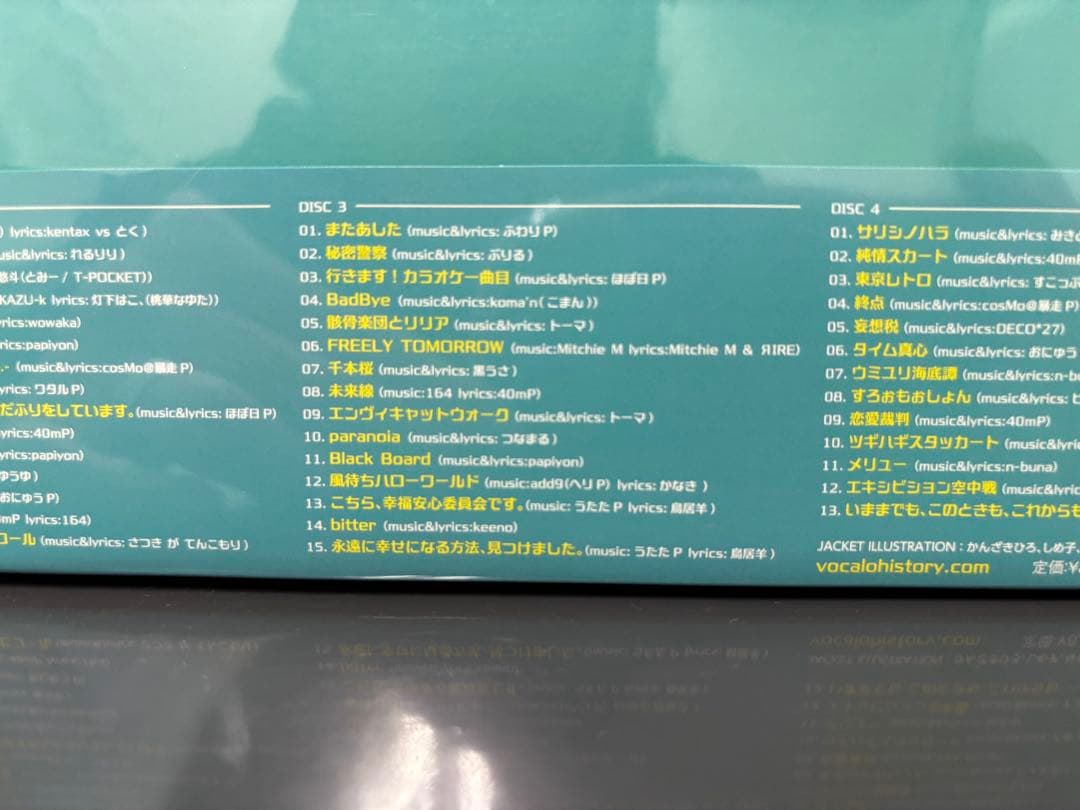 ) lyrics:kentax vs とく)
usic&lyrics: れるりり)
悠斗(とみー / T-POCKET))
KAZU-k lyrics: 灯下はこ、(桃華なゆた))
rics:wowaka)
rics:papiyon)
.- (music&lyrics:cosMo@暴走P)
rics: ワタルP)
だふりをしています。(music&lyrics: ほぼ日P)
rics:40mP)
rics:papiyon)
ゆうゆ)
おにゅうP)
mP lyrics:164)
ロール (music&lyrics: さつき が てんこもり)
DISC 3
01. またあした (music&lyrics: ふわりP)
02. 秘密警察 (music&lyrics: ぶりる)
03. 行きます!カラオケ一曲目 (music&lyrics: ほぼ日P)
04. BadBye (music&lyrics:koma'n(こまん))
05. 骸骨楽団とリリア (music&lyrics: トーマ)
06. FREELY TOMORROW (music:Mitchie M lyrics:Mitchie M & ЯIRE)
07. 千本桜 (music&lyrics: 黒うさ)
08. 未来線 (music:164 lyrics:40mP)
09. エンヴィキャットウォーク (music&lyrics: トーマ)
10. paranoia (music&lyrics: つなまる)
11. Black Board (music&lyrics:papiyon)
12. 風待ちハローワールド (music:add9(ヘリP) lyrics: かなき )
13. こちら、幸福安心委員会です。(music: うたたP lyrics: 鳥居羊)
14. bitter (music&lyrics:keeno)
15. 永遠に幸せになる方法、見つけました。(music: うたたP lyrics: 鳥居羊)
DISC 4
01. サリシノハラ (music&lyrics: みきと
02. 純情スカート (music&lyrics:40mP
03. 東京レトロ (music&lyrics: すこっぷ
04. 終点 (music&lyrics:cosMo@暴走P)
05. 妄想税 (music&lyrics:DECO*27)
06. タイム真心 (music&lyrics: おにゅう
07. ウミユリ海底譚 (music&lyrics:n-bu
08. すろぉもぉしょん (music&lyrics: ピ
09. 恋愛裁判 (music&lyrics:40mP)
10. ツギハギスタッカート (music&lyric
11. メリュー (music&lyrics:n-buna)
12. エキシビション空中戦 (music&lyric
13. いままでも、このときも、これからも
JACKET ILLUSTRATION : かんざきひろ、しめ子、
vocalohistory.com 定価:¥